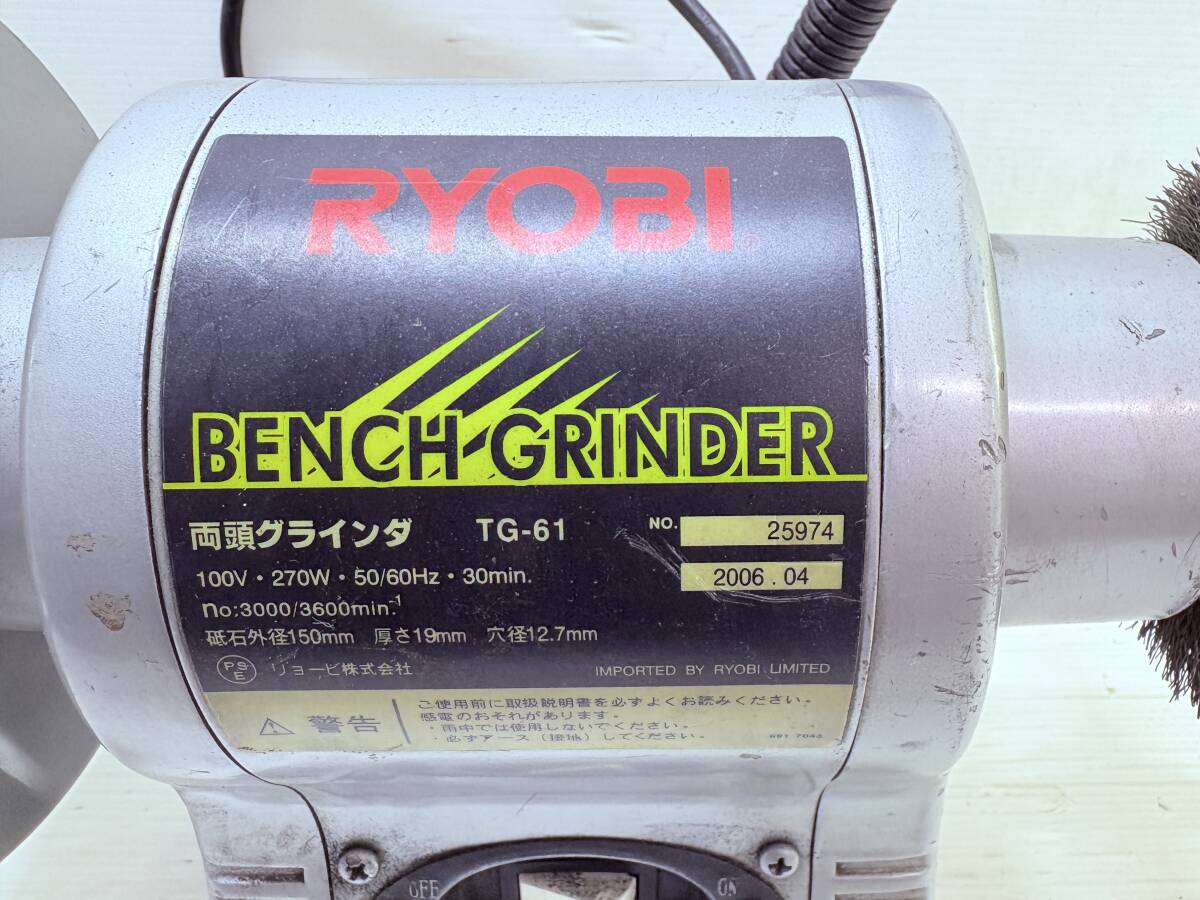 RYOBI®
BENCH GRINDER
両頭グラインダ TG-61 NO. 25974
100V・270W・50/60Hz・30min. 2006.04
no:3000/3600min.⁻¹
砥石外径150mm 厚さ19mm 穴径12.7mm
PSE リョービ株式会社 IMPORTED BY RYOBI LIMITED
⚠ 警告
ご使用前に取扱説明書を必ずよくお読みください。
感電のおそれがあります。
・雨中では使用しないでください。
・必ずアース(接地)してください。
OFF ON